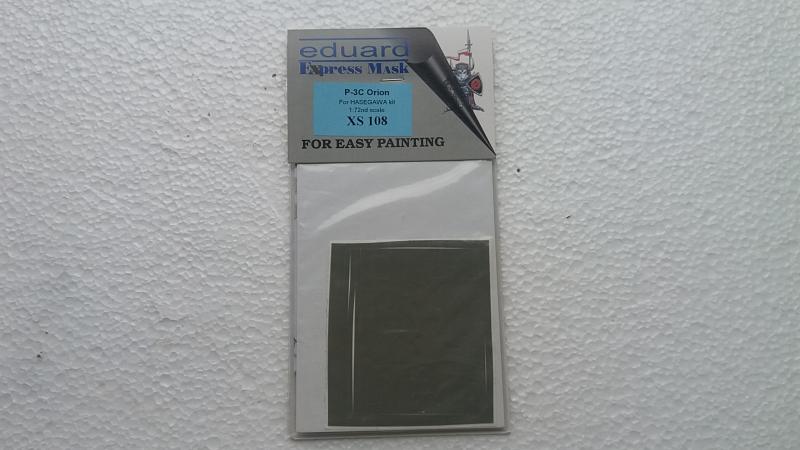 eduard
Express Mask
P-3C Orion
For HASEGAWA kit
1:72nd scale
XS 108
FOR EASY PAINTING